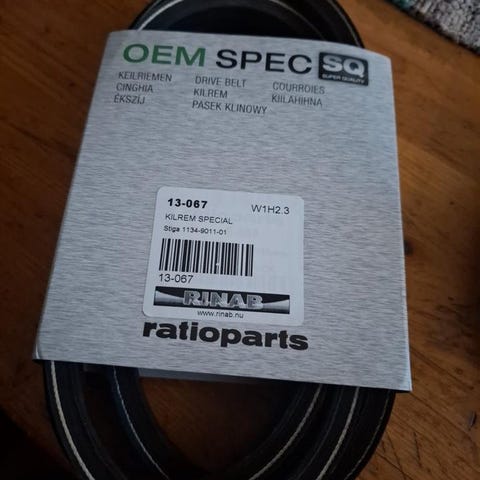 OEM SPEC SQ
SUPER QUALITY
KEILRIEMEN DRIVE BELT COURROIES
CINGHIA KILREM KIILAHIHNA
ÉKSZÍJ PASEK KLINOWY
13-067 W1H2.3
KILREM SPECIAL
Stiga 1134-9011-01
13-067
RINAB
www.rinab.nu
ratioparts